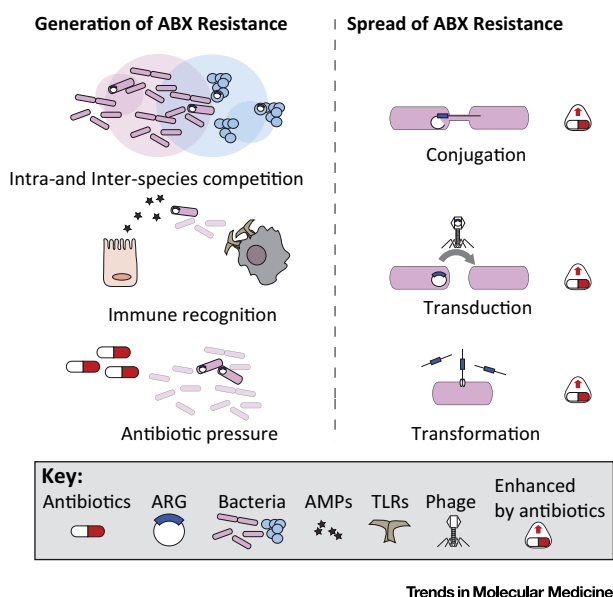 Generation of ABX Resistance
Intra-and Inter-species competition
Immune recognition
Antibiotic pressure
Spread of ABX Resistance
Conjugation
Transduction
Transformation
Key:
Antibiotics ARG Bacteria AMPs TLRs Phage Enhanced
by antibiotics
Trends in Molecular Medicine